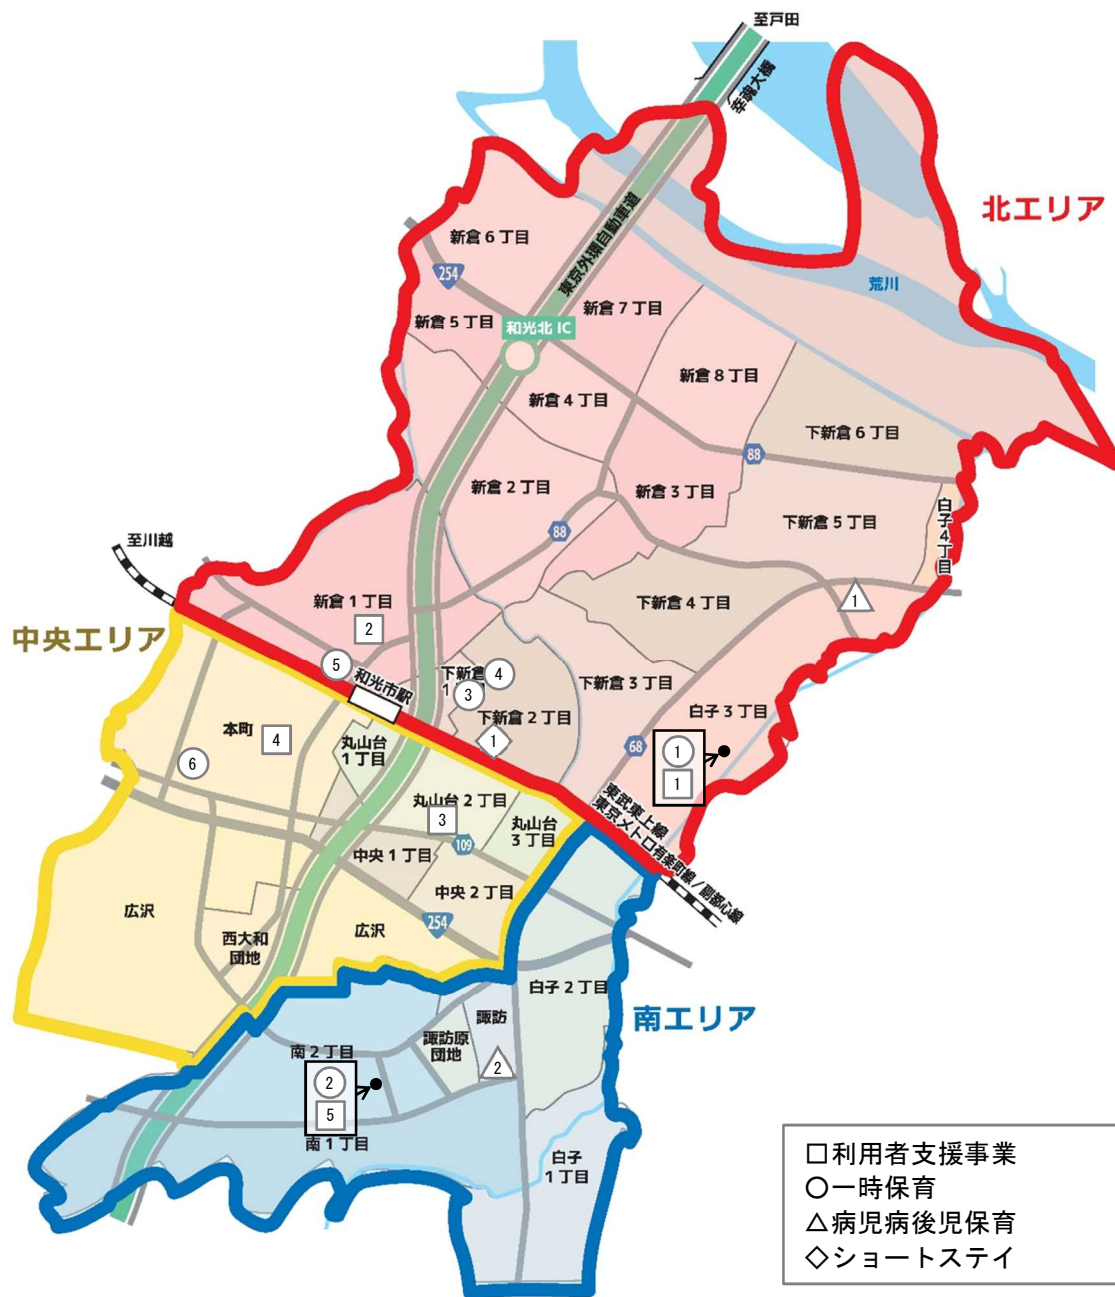 至戸田
幸魂大橋
北エリア
東京外環自動車道
新倉6丁目
254
荒川
新倉7丁目
新倉5丁目
和光北 IC
新倉8丁目
新倉4丁目
下新倉6丁目
88
新倉2丁目
新倉3丁目
白子4丁目
下新倉5丁目
88
至川越
新倉1丁目
下新倉4丁目
1
2
中央エリア
5
和光市駅
下新倉
1
4
3
下新倉3丁目
白子3丁目
下新倉2丁目
本町
4
丸山台
1丁目
1
68
1
1
6
丸山台2丁目
3
丸山台
3丁目
東武東上線
東京メトロ有楽町線/副都心線
109
中央1丁目
中央2丁目
広沢
254
広沢
西大和
団地
白子2丁目
南エリア
諏訪
諏訪原
団地
南2丁目
2
2
5
南1丁目
白子
1丁目
□利用者支援事業
○一時保育
△病児病後児保育
◇ショートステイ